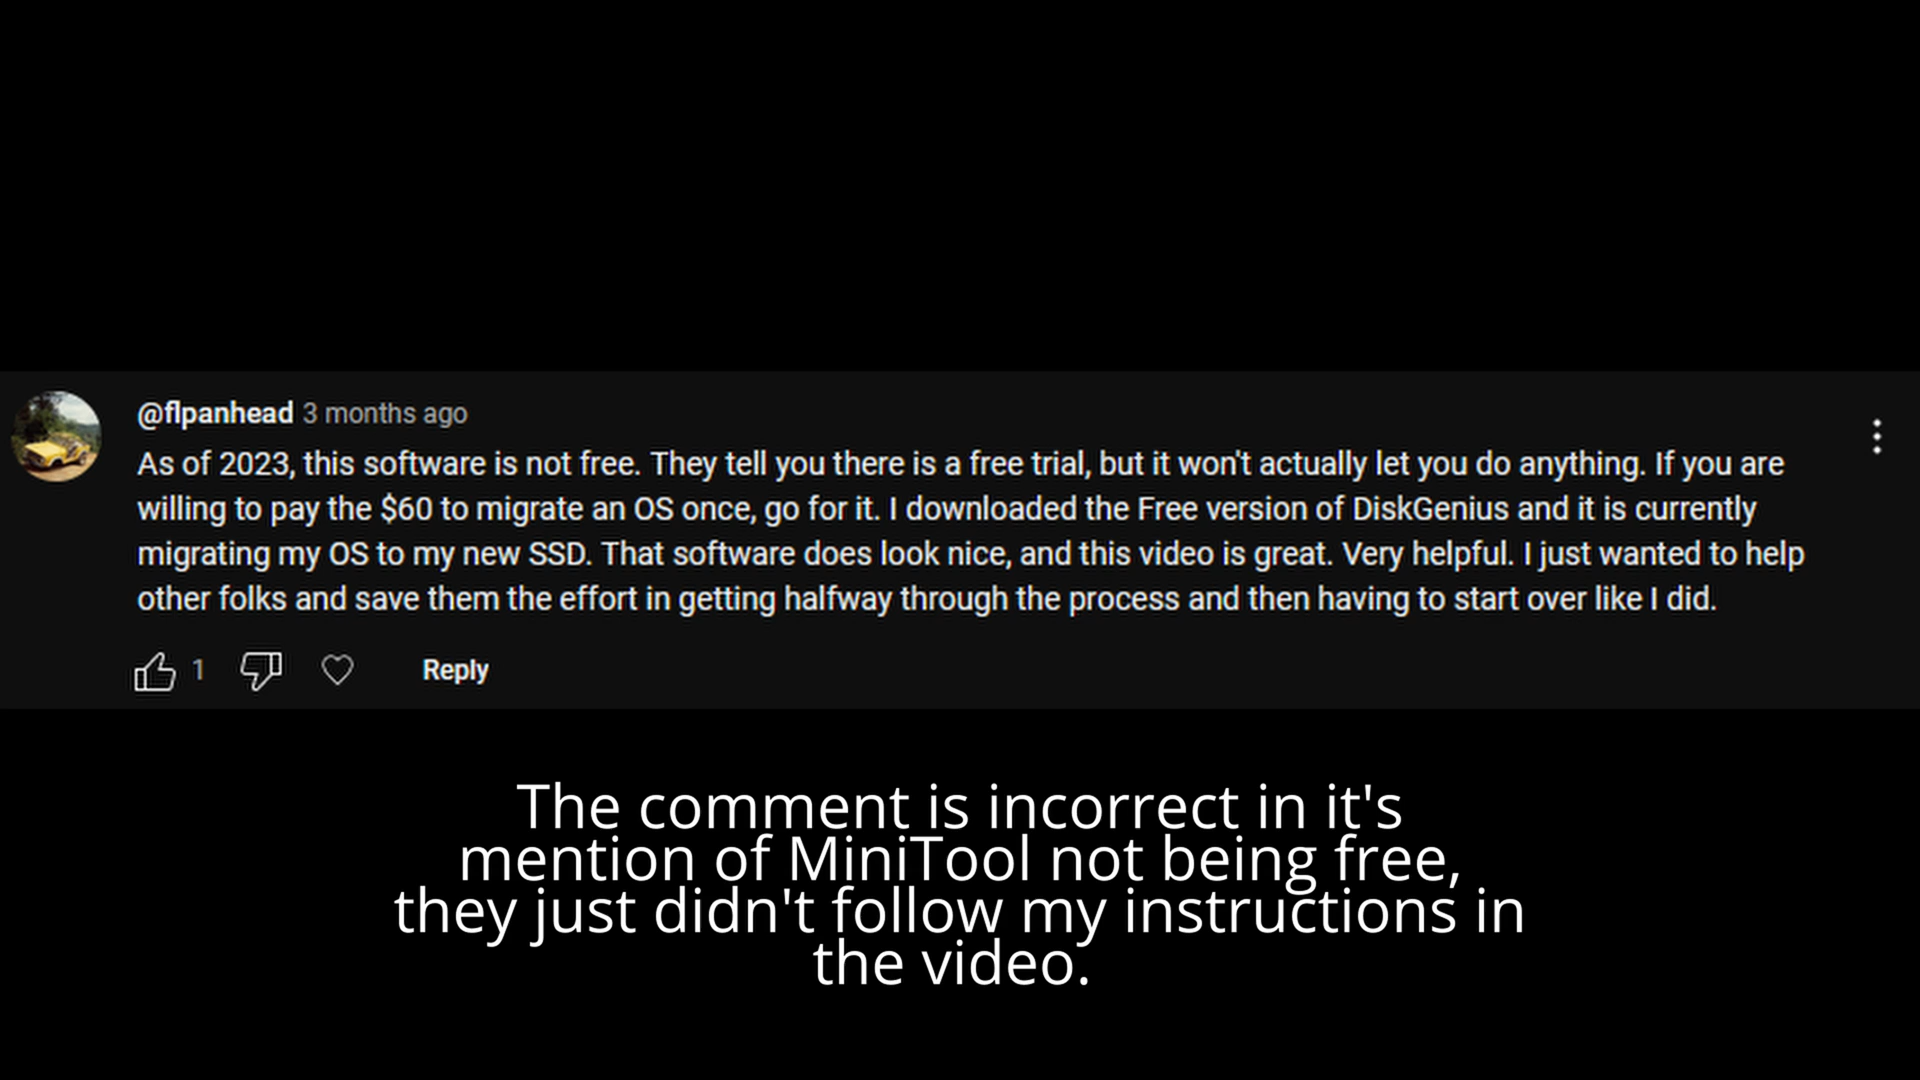 @flpanhead 3 months ago
As of 2023, this software is not free. They tell you there is a free trial, but it won't actually let you do anything. If you are
willing to pay the $60 to migrate an OS once, go for it. I downloaded the Free version of DiskGenius and it is currently
migrating my OS to my new SSD. That software does look nice, and this video is great. Very helpful. I just wanted to help
other folks and save them the effort in getting halfway through the process and then having to start over like I did.
1 Reply
The comment is incorrect in it's
mention of MiniTool not being free,
they just didn't follow my instructions in
the video.